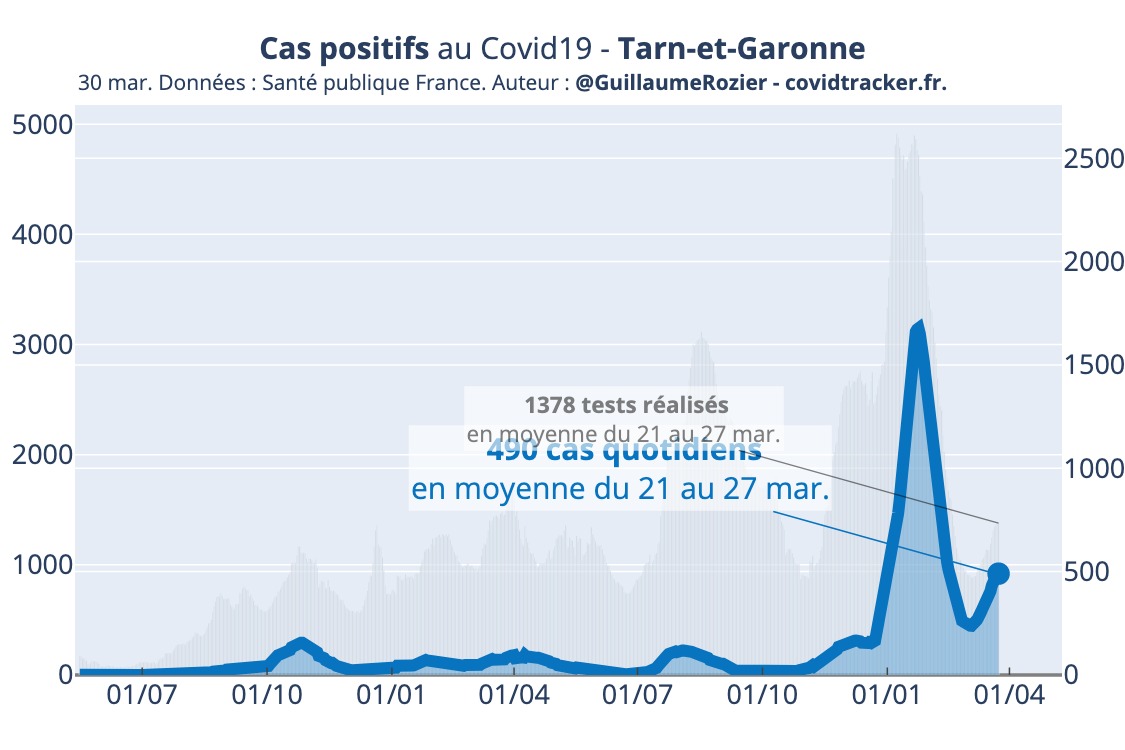 Cas positifs au Covid19 - Tarn-et-Garonne
30 mar. Données : Santé publique France. Auteur : @GuillaumeRozier - covidtracker.fr.
5000
4000
3000
2000
1000
0
2500
2000
1500
1000
500
0
1378 tests réalisés
en moyenne du 21 au 27 mar.
490 cas quotidiens
en moyenne du 21 au 27 mar.
01/07 01/10 01/01 01/04 01/07 01/10 01/01 01/04